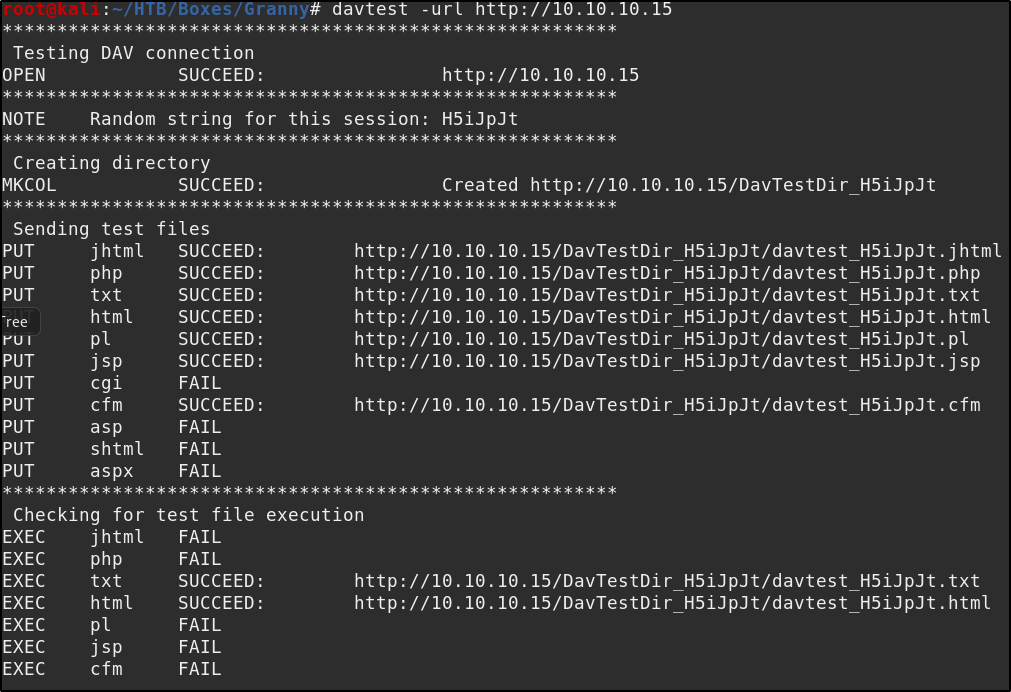 root@kali:~/HTB/Boxes/Granny# davtest -url http://10.10.10.15
********************************************************
Testing DAV connection
OPEN SUCCEED: http://10.10.10.15
********************************************************
NOTE Random string for this session: H5iJpJt
********************************************************
Creating directory
MKCOL SUCCEED: Created http://10.10.10.15/DavTestDir_H5iJpJt
********************************************************
Sending test files
PUT jhtml SUCCEED: http://10.10.10.15/DavTestDir_H5iJpJt/davtest_H5iJpJt.jhtml
PUT php SUCCEED: http://10.10.10.15/DavTestDir_H5iJpJt/davtest_H5iJpJt.php
PUT txt SUCCEED: http://10.10.10.15/DavTestDir_H5iJpJt/davtest_H5iJpJt.txt
PUT html SUCCEED: http://10.10.10.15/DavTestDir_H5iJpJt/davtest_H5iJpJt.html
Tree
PUT pl SUCCEED: http://10.10.10.15/DavTestDir_H5iJpJt/davtest_H5iJpJt.pl
PUT jsp SUCCEED: http://10.10.10.15/DavTestDir_H5iJpJt/davtest_H5iJpJt.jsp
PUT cgi FAIL
PUT cfm SUCCEED: http://10.10.10.15/DavTestDir_H5iJpJt/davtest_H5iJpJt.cfm
PUT asp FAIL
PUT shtml FAIL
PUT aspx FAIL
********************************************************
Checking for test file execution
EXEC jhtml FAIL
EXEC php FAIL
EXEC txt SUCCEED: http://10.10.10.15/DavTestDir_H5iJpJt/davtest_H5iJpJt.txt
EXEC html SUCCEED: http://10.10.10.15/DavTestDir_H5iJpJt/davtest_H5iJpJt.html
EXEC pl FAIL
EXEC jsp FAIL
EXEC cfm FAIL